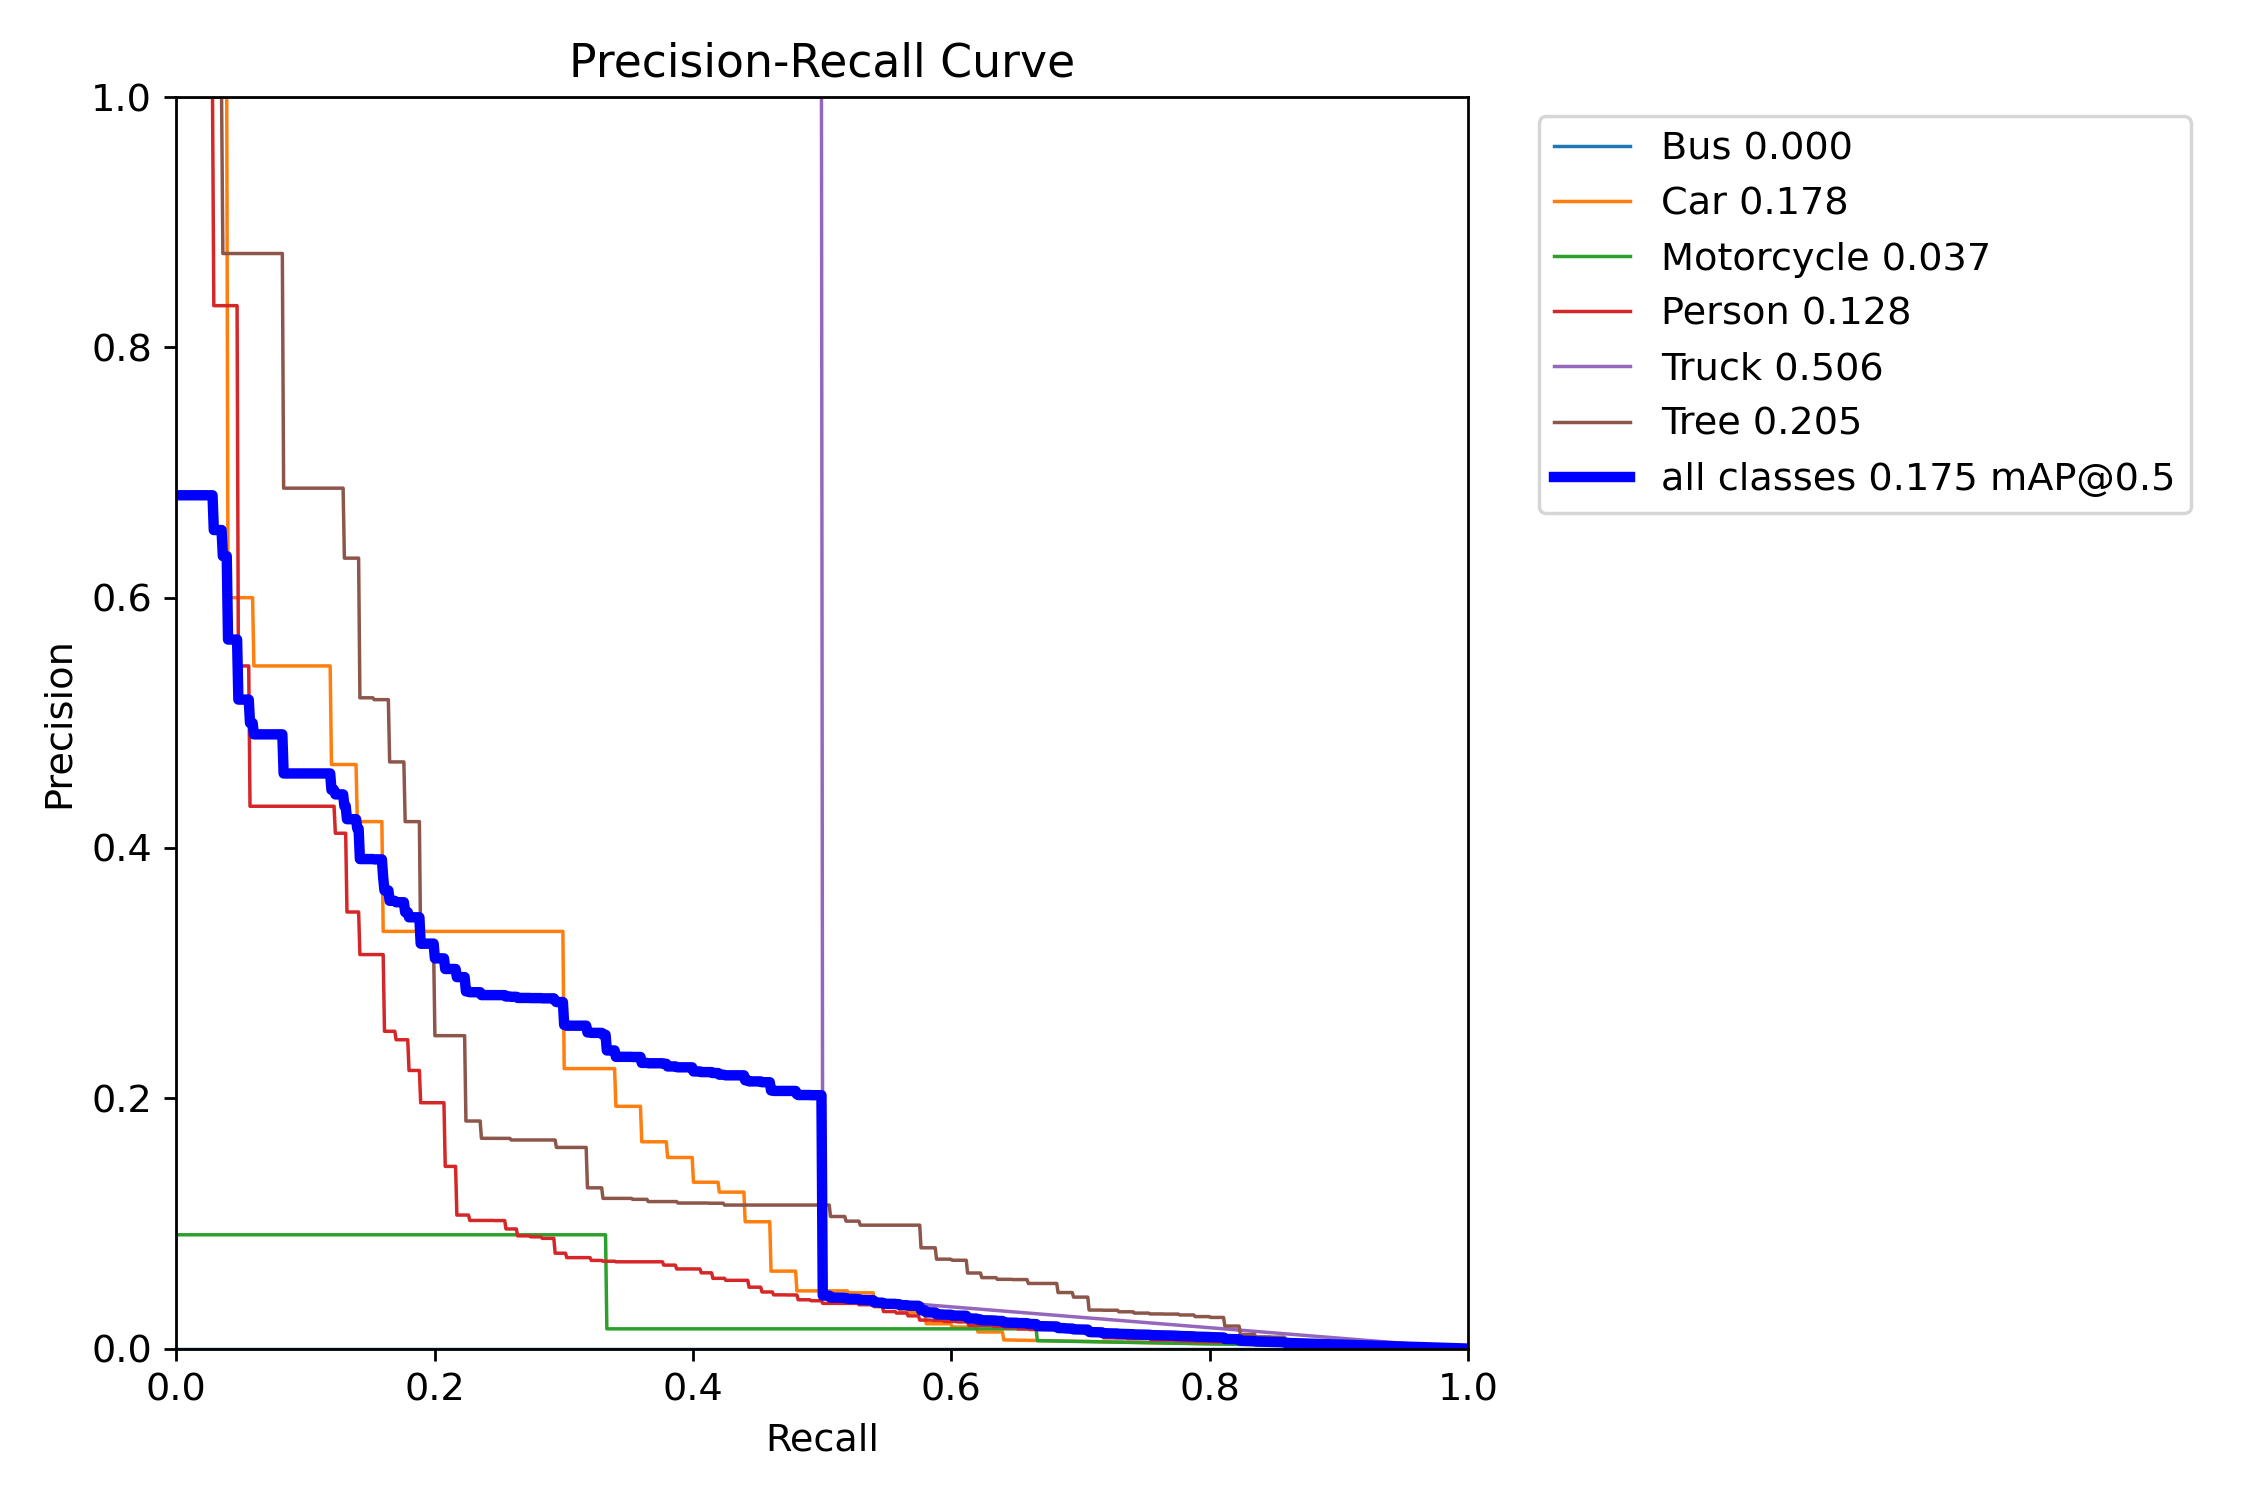 Precision-Recall Curve
1.0
0.8
0.6
0.4
0.2
0.0
Precision
0.0 0.2 0.4 0.6 0.8 1.0
Recall
Bus 0.000
Car 0.178
Motorcycle 0.037
Person 0.128
Truck 0.506
Tree 0.205
all classes 0.175 mAP@0.5